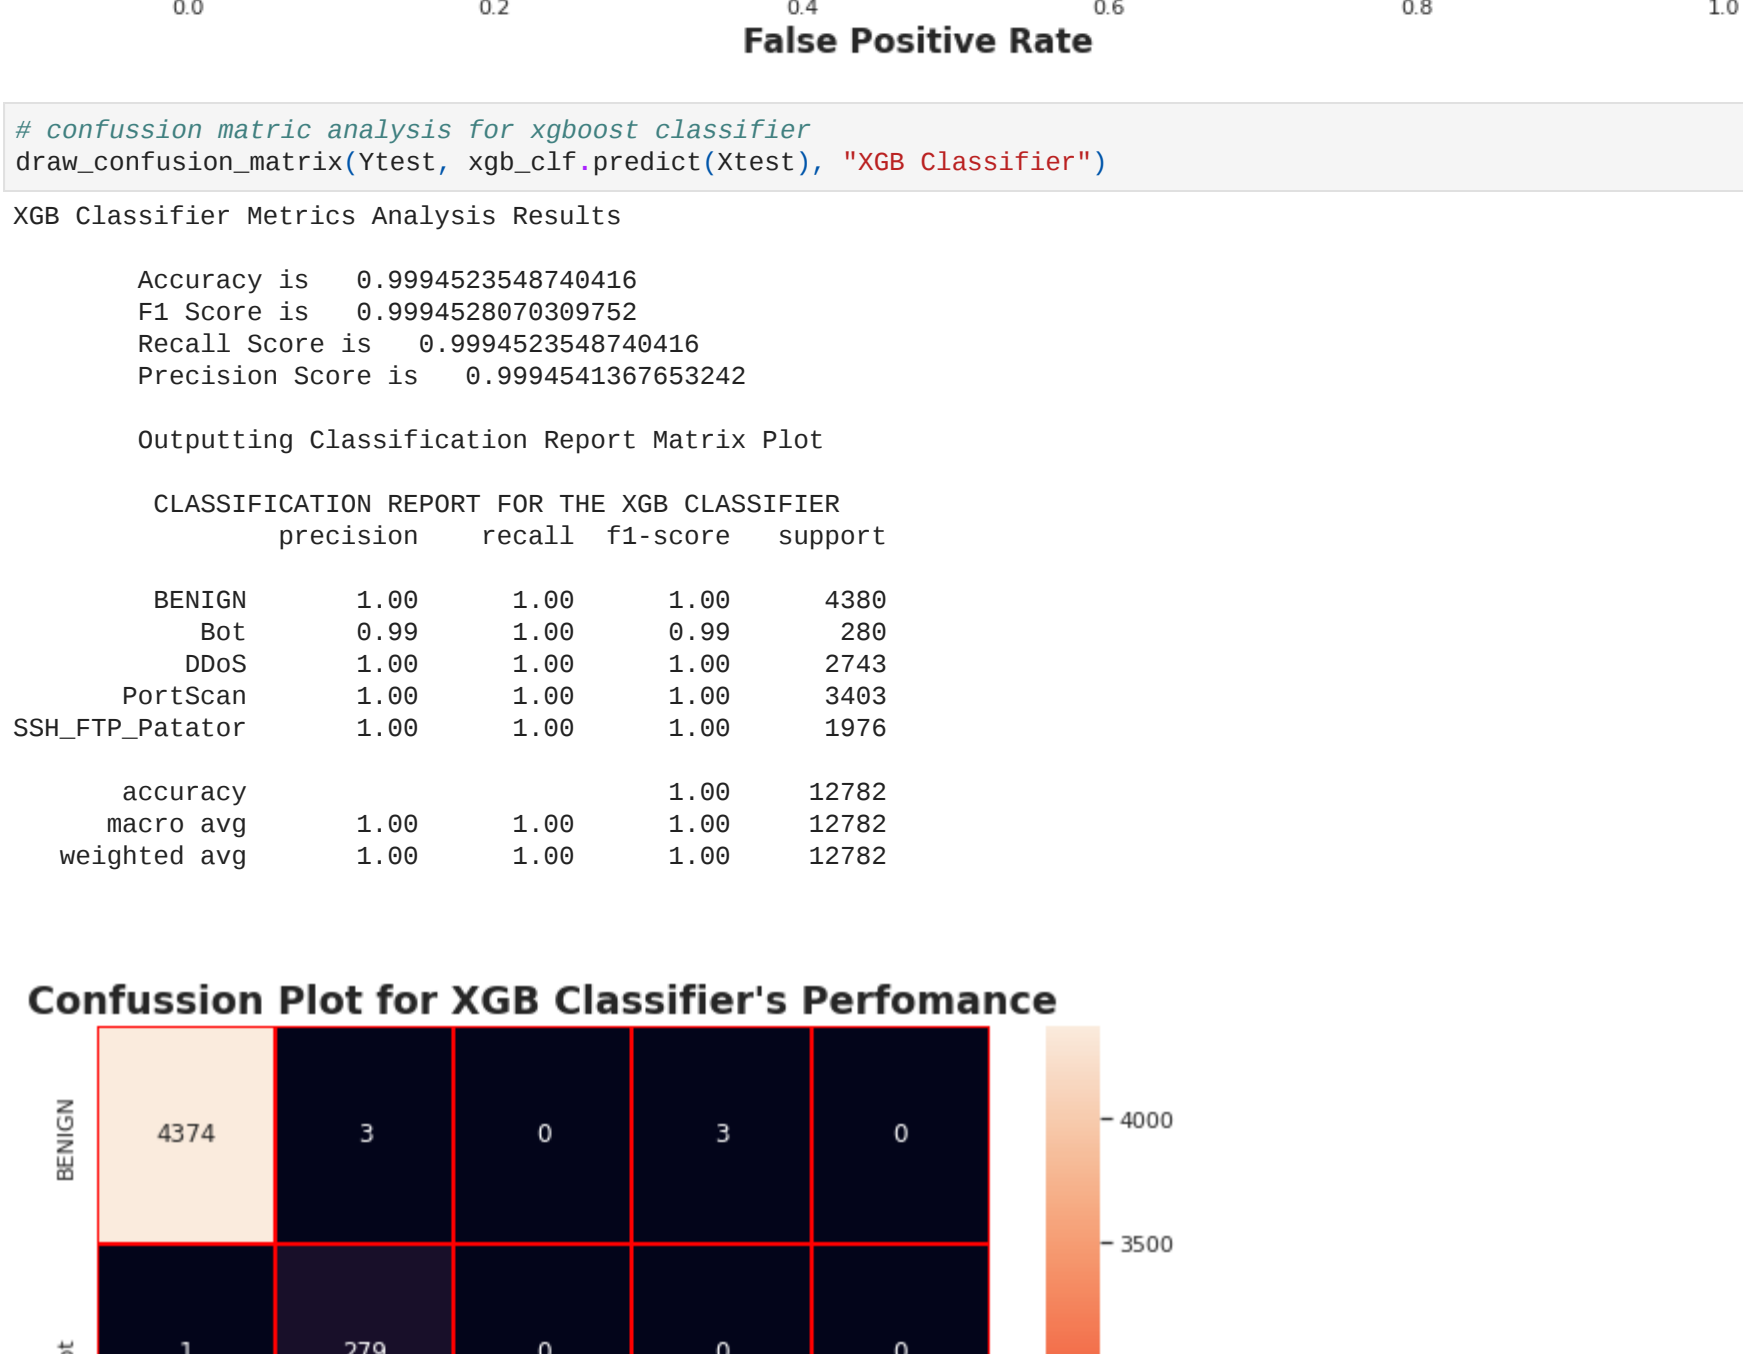 0.0 0.2 0.4 0.6 0.8 1.0
False Positive Rate
# confussion matric analysis for xgboost classifier
draw_confusion_matrix(Ytest, xgb_clf.predict(Xtest), "XGB Classifier")
XGB Classifier Metrics Analysis Results
Accuracy is 0.9994523548740416
F1 Score is 0.9994528070309752
Recall Score is 0.9994523548740416
Precision Score is 0.9994541367653242
Outputting Classification Report Matrix Plot
CLASSIFICATION REPORT FOR THE XGB CLASSIFIER
precision recall f1-score support
BENIGN 1.00 1.00 1.00 4380
Bot 0.99 1.00 0.99 280
DDoS 1.00 1.00 1.00 2743
PortScan 1.00 1.00 1.00 3403
SSH_FTP_Patator 1.00 1.00 1.00 1976
accuracy 1.00 12782
macro avg 1.00 1.00 1.00 12782
weighted avg 1.00 1.00 1.00 12782
Confussion Plot for XGB Classifier's Perfomance
BENIGN 4374 3 0 3 0
4000
3500
1 279 0 0 0